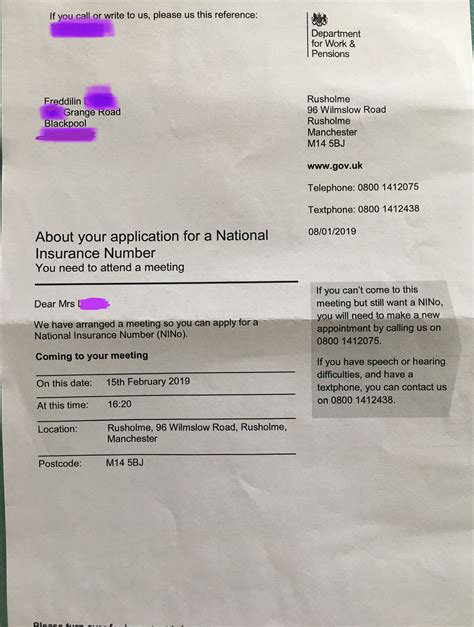 If you call or write to us, please us this reference:
Department
for Work &
Pensions
Freddilin
Grange Road
Blackpool
Rusholme
96 Wilmslow Road
Rusholme
Manchester
M14 5BJ
www.gov.uk
Telephone: 0800 1412075
Textphone: 0800 1412438
08/01/2019
About your application for a National
Insurance Number
You need to attend a meeting
Dear Mrs
We have arranged a meeting so you can apply for a
National Insurance Number (NINo).
Coming to your meeting
On this date: 15th February 2019
At this time: 16:20
Location: Rusholme, 96 Wilmslow Road, Rusholme,
Manchester
Postcode: M14 5BJ
If you can't come to this
meeting but still want a NINo,
you will need to make a new
appointment by calling us on
0800 1412075.
If you have speech or hearing
difficulties, and have a
textphone, you can contact us
on 0800 1412438.